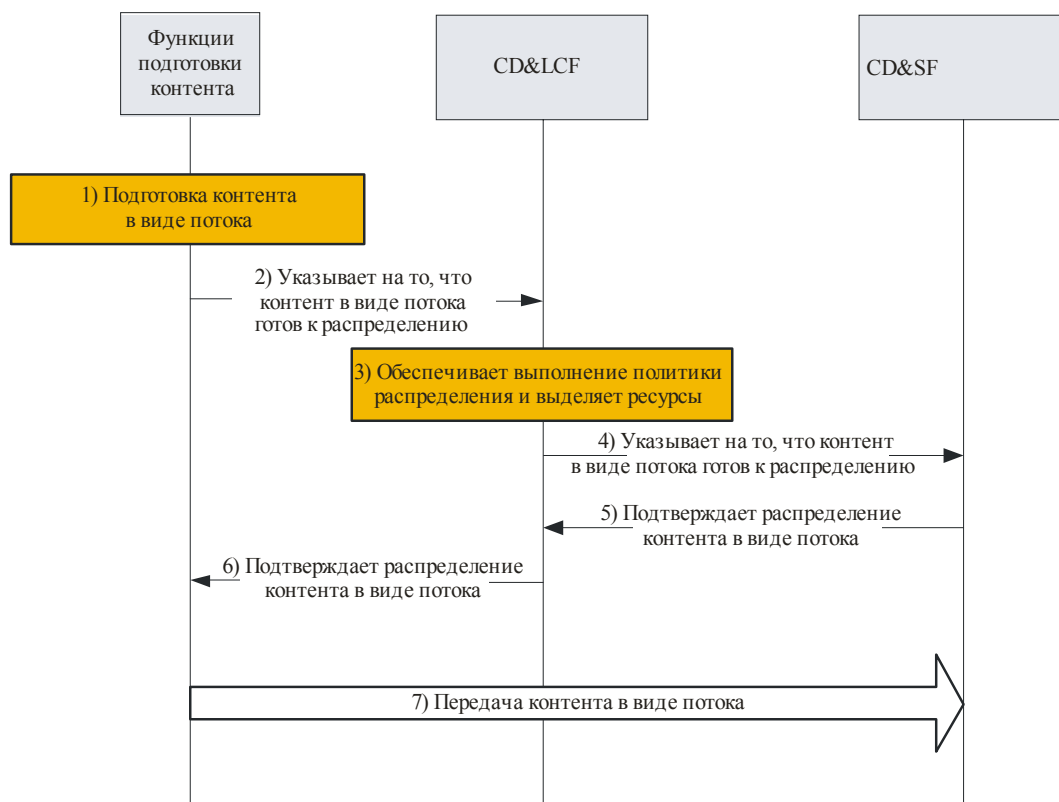 Функции
подготовки
контента
CD&LCF
CD&SF
1) Подготовка контента
в виде потока
2) Указывает на то, что
контент в виде потока
готов к распределению
3) Обеспечивает выполнение политики
распределения и выделяет ресурсы
4) Указывает на то, что контент
в виде потока готов к распределению
5) Подтверждает распределение
контента в виде потока
6) Подтверждает распределение
контента в виде потока
7) Передача контента в виде потока